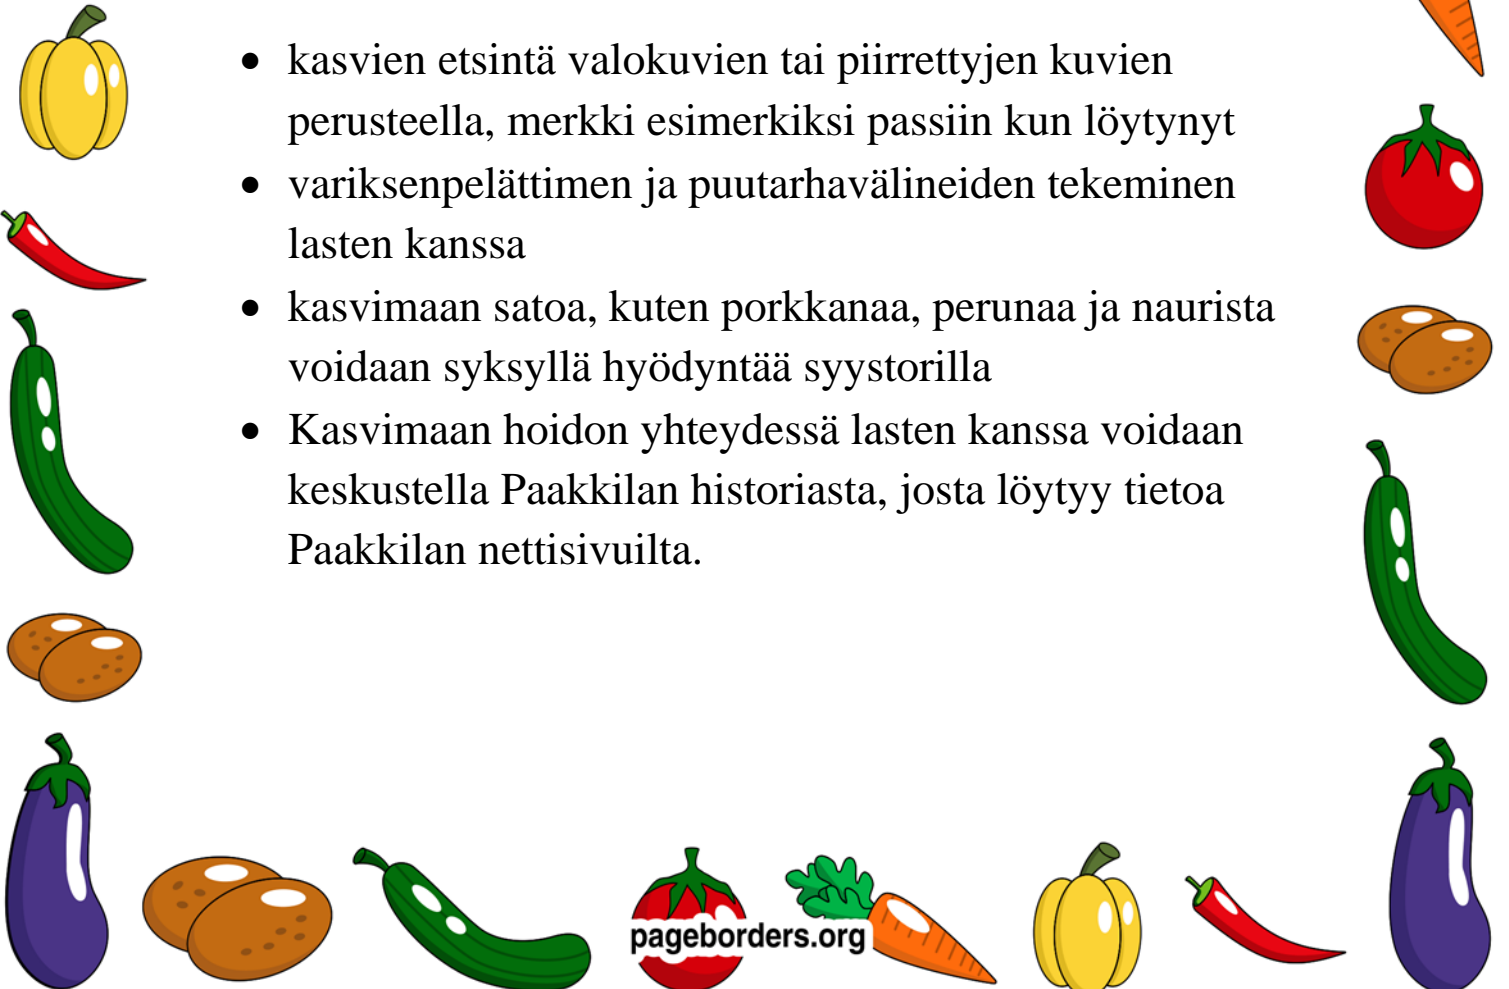 • kasvien etsintä valokuvien tai piirrettyjen kuvien
perusteella, merkki esimerkiksi passiin kun löytynyt
• variksenpelättimen ja puutarhavälineiden tekeminen
lasten kanssa
• kasvimaan satoa, kuten porkkanaa, perunaa ja naurista
voidaan syksyllä hyödyntää syystorilla
• Kasvimaan hoidon yhteydessä lasten kanssa voidaan
keskustella Paakkilan historiasta, josta löytyy tietoa
Paakkilan nettisivuilta.
pageborders.org